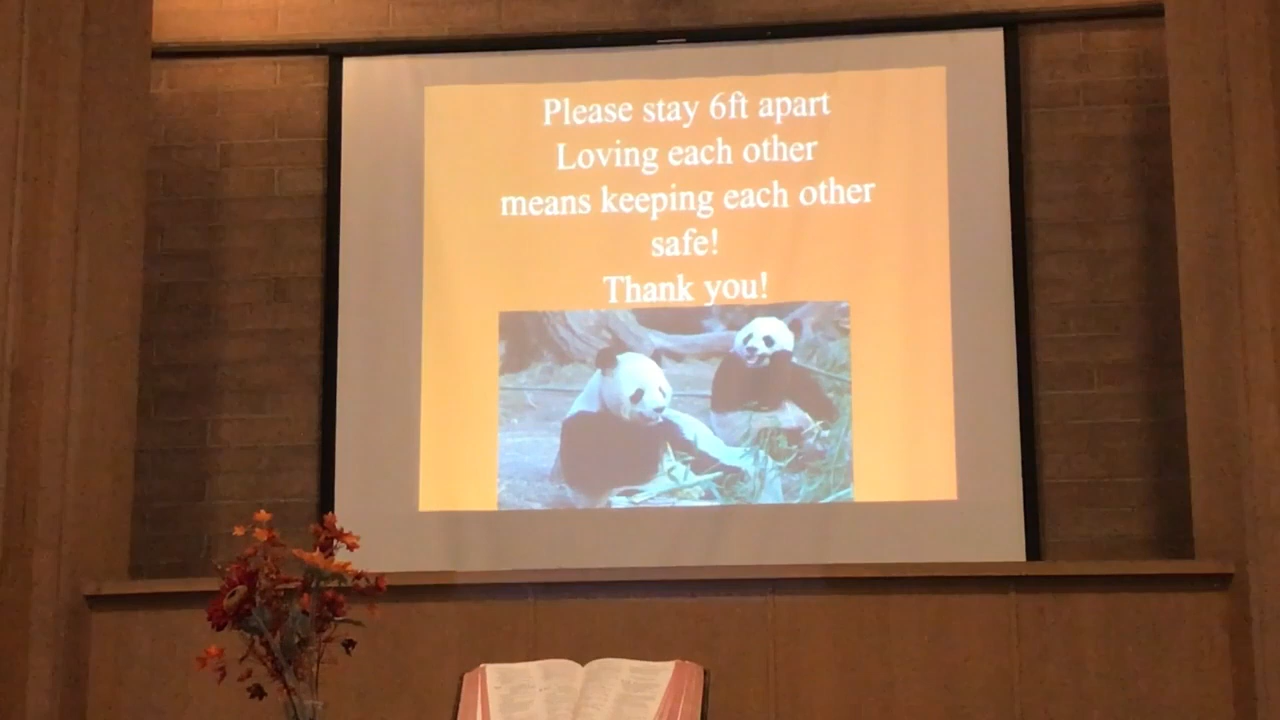 Please stay 6ft apart
Loving each other
means keeping each other
safe!
Thank you!